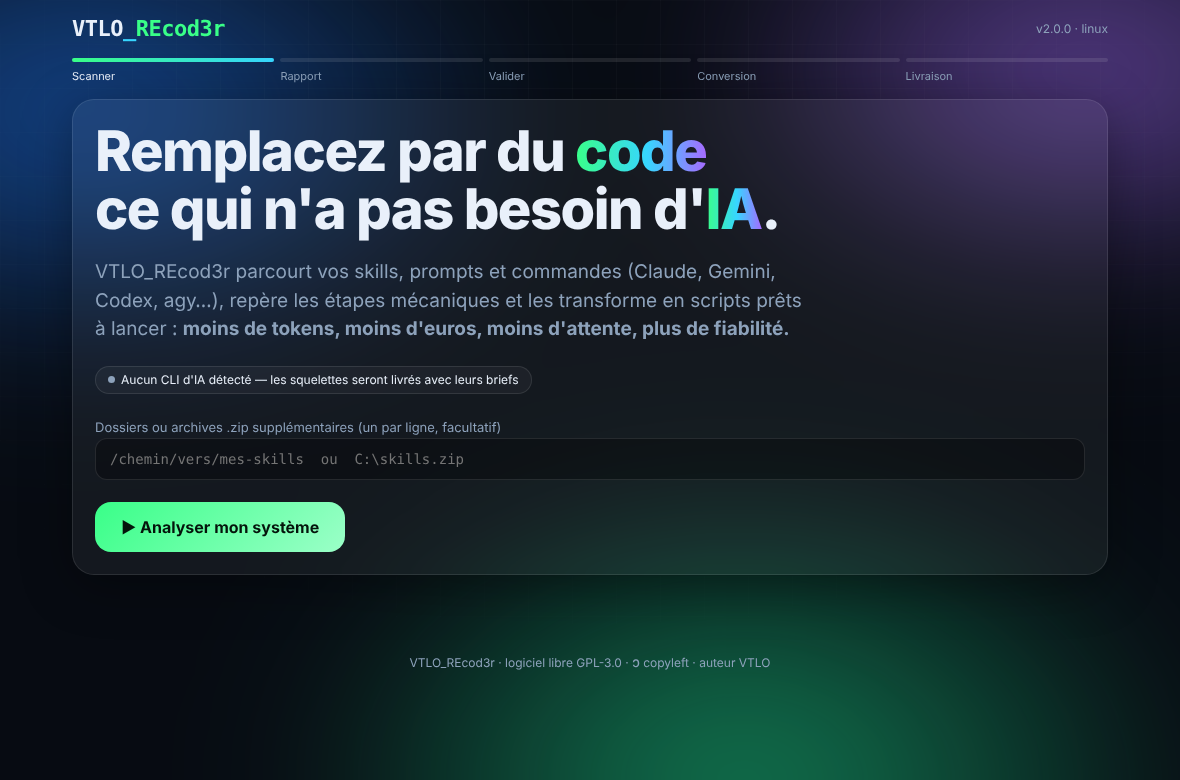 VTLO_REcod3r
v2.0.0 · linux
Scanner
Rapport
Valider
Conversion
Livraison
Remplacez par du code
ce qui n'a pas besoin d'IA.
VTLO_REcod3r parcourt vos skills, prompts et commandes (Claude, Gemini,
Codex, agy...), repère les étapes mécaniques et les transforme en scripts prêts
à lancer : moins de tokens, moins d'euros, moins d'attente, plus de fiabilité.
Aucun CLI d'IA détecté — les squelettes seront livrés avec leurs briefs
Dossiers ou archives .zip supplémentaires (un par ligne, facultatif)
/chemin/vers/mes-skills  ou  C:\skills.zip
▶ Analyser mon système
VTLO_REcod3r · logiciel libre GPL-3.0 · ↄ copyleft · auteur VTLO